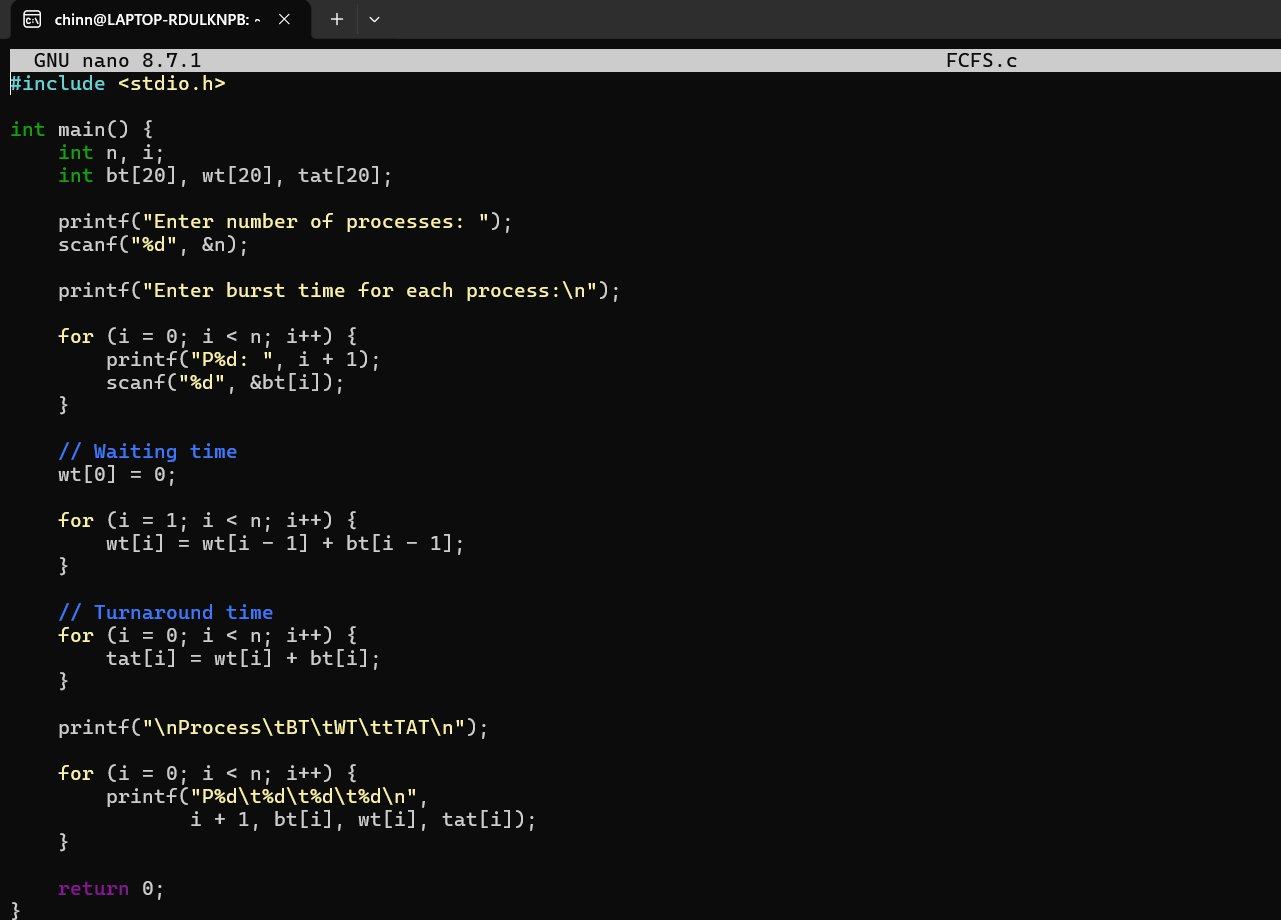 chinn@LAPTOP-RDULKNPB: ~
GNU nano 8.7.1 FCFS.c
#include <stdio.h>
int main() {
    int n, i;
    int bt[20], wt[20], tat[20];
    printf("Enter number of processes: ");
    scanf("%d", &n);
    printf("Enter burst time for each process:\n");
    for (i = 0; i < n; i++) {
        printf("P%d: ", i + 1);
        scanf("%d", &bt[i]);
    }
    // Waiting time
    wt[0] = 0;
    for (i = 1; i < n; i++) {
        wt[i] = wt[i - 1] + bt[i - 1];
    }
    // Turnaround time
    for (i = 0; i < n; i++) {
        tat[i] = wt[i] + bt[i];
    }
    printf("\nProcess\tBT\tWT\ttTAT\n");
    for (i = 0; i < n; i++) {
        printf("P%d\t%d\t%d\t%d\n",
               i + 1, bt[i], wt[i], tat[i]);
    }
    return 0;
}